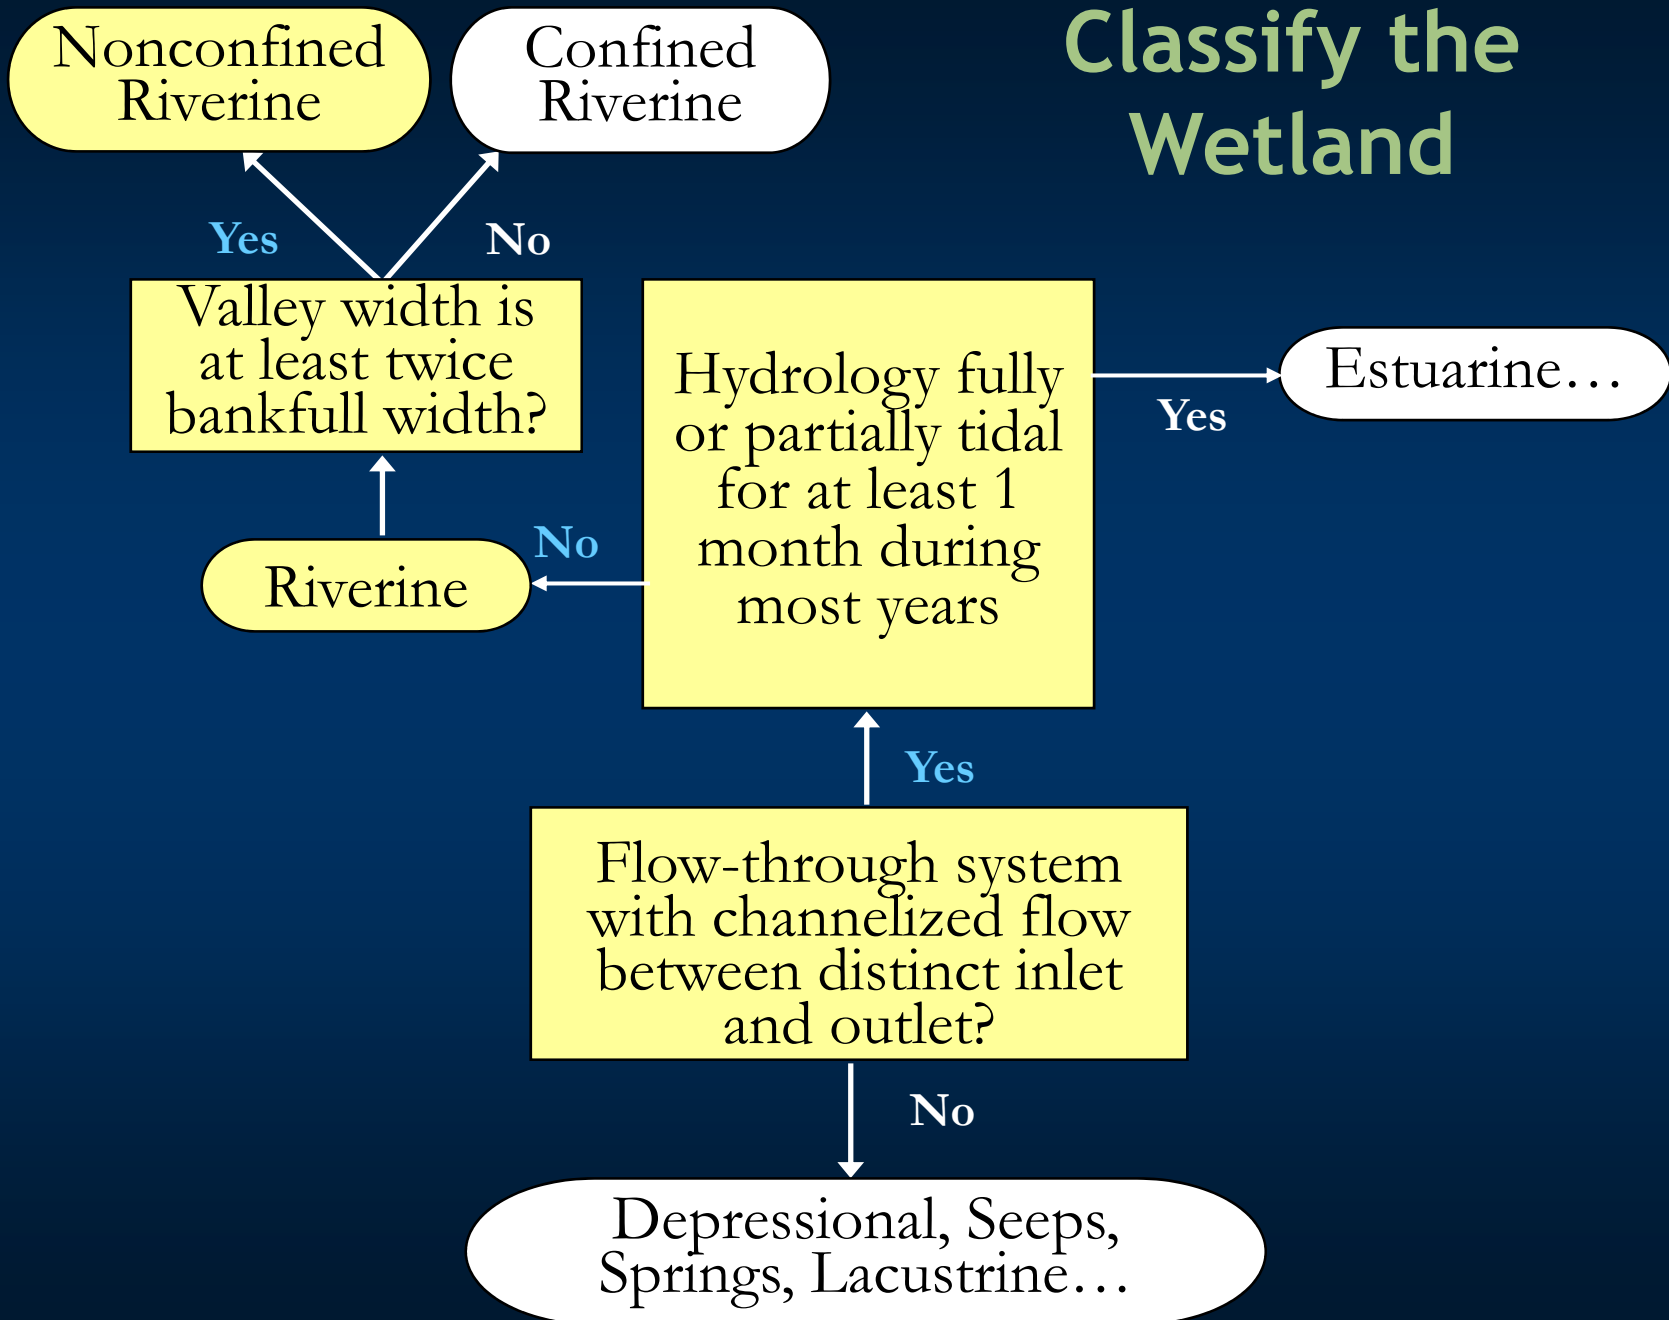 Classify the
Wetland
Nonconfined
Riverine
Confined
Riverine
Yes
No
Valley width is
at least twice
bankfull width?
Hydrology fully
or partially tidal
for at least 1
month during
most years
Estuarine…
Yes
No
Riverine
Yes
Flow-through system
with channelized flow
between distinct inlet
and outlet?
No
Depressional, Seeps,
Springs, Lacustrine…